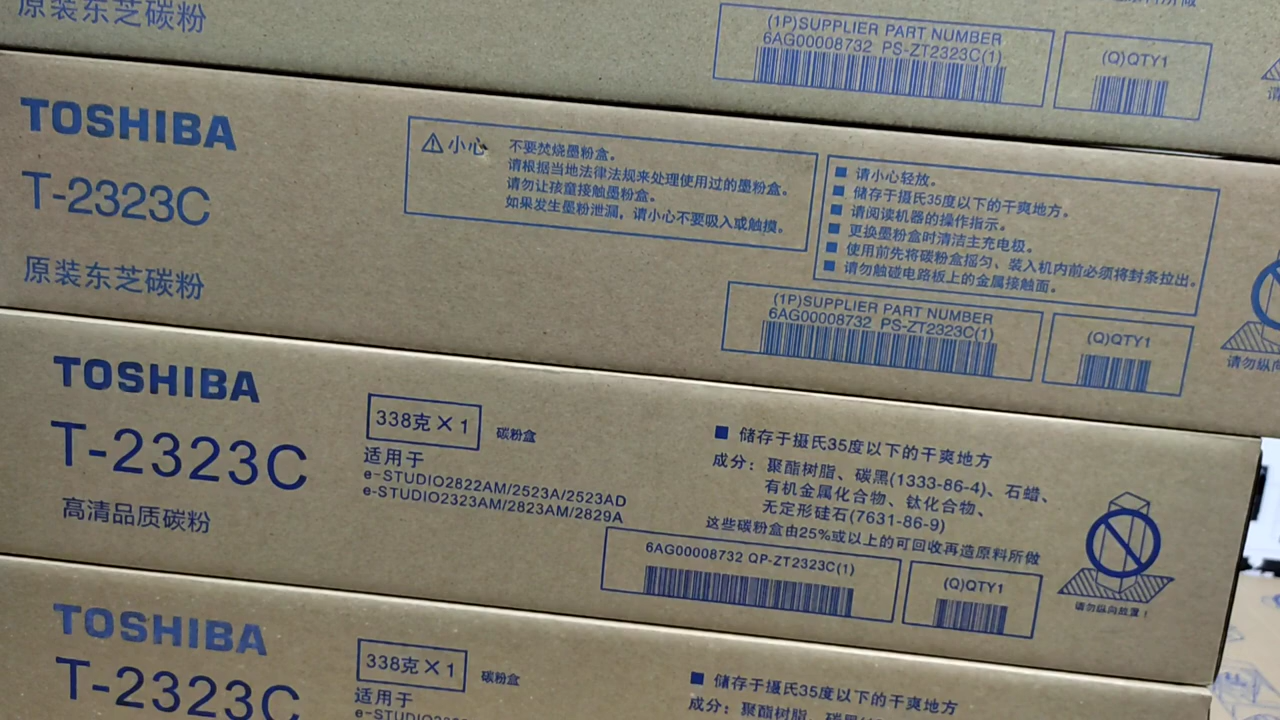 原装东芝碳粉
(1P)SUPPLIER PART NUMBER
6AG00008732 PS-ZT2323C(1)
(Q)QTY1
TOSHIBA
T-2323C
原装东芝碳粉
小心
不要焚烧墨粉盒。
请根据当地法律法规来处理使用过的墨粉盒。
请勿让孩童接触墨粉盒。
如果发生墨粉泄漏，请小心不要吸入或触摸。
■ 请小心轻放。
■ 储存于摄氏35度以下的干爽地方。
■ 请阅读机器的操作指示。
■ 更换墨粉盒时清洁主充电极。
■ 使用前先将碳粉盒摇匀、装入机内前必须将封条拉出。
■ 请勿触碰电路板上的金属接触面。
(1P)SUPPLIER PART NUMBER
6AG00008732 PS-ZT2323C(1)
(Q)QTY1
请勿纵向
TOSHIBA
T-2323C
高清品质碳粉
338克×1
碳粉盒
适用于
e-STUDIO2822AM/2523A/2523AD
e-STUDIO2323AM/2823AM/2829A
■ 储存于摄氏35度以下的干爽地方
成分：聚酯树脂、碳黑(1333-86-4)、石蜡、
有机金属化合物、钛化合物、
无定形硅石(7631-86-9)
这些碳粉盒由25%或以上的可回收再造原料所做
6AG00008732 QP-ZT2323C(1)
(Q)QTY1
请勿纵向放置！
TOSHIBA
T-2323C
338克×1
碳粉盒
适用于
■ 储存于摄氏35度以下的干爽地方
成分：聚酯树脂、碳黑